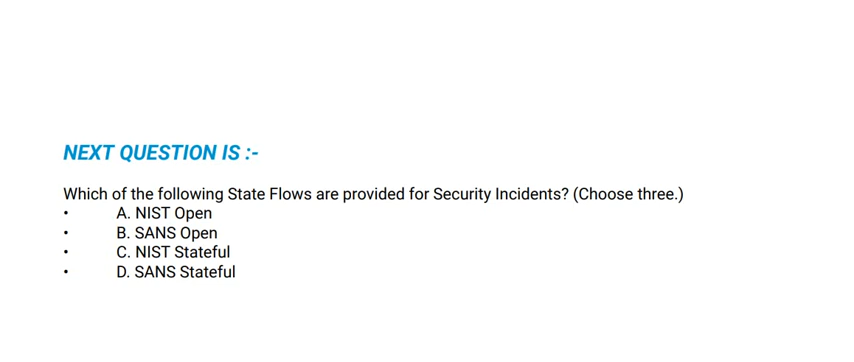 NEXT QUESTION IS :-
Which of the following State Flows are provided for Security Incidents? (Choose three.)
• A. NIST Open
• B. SANS Open
• C. NIST Stateful
• D. SANS Stateful